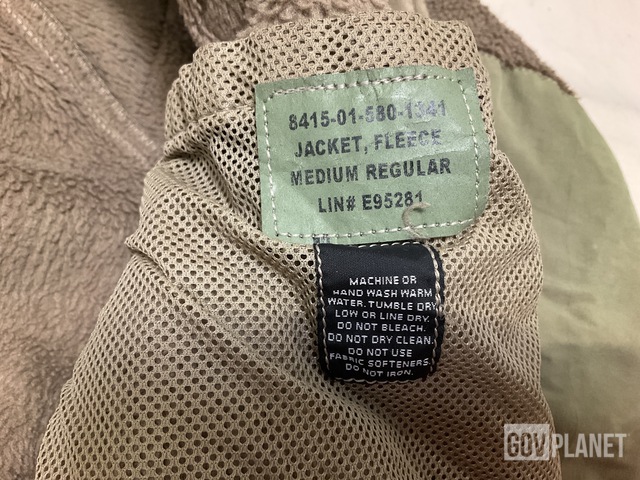 8415-01-580-1341
JACKET, FLEECE
MEDIUM REGULAR
LIN# E95281
MACHINE OR
HAND WASH WARM
WATER. TUMBLE DRY
LOW OR LINE DRY.
DO NOT BLEACH.
DO NOT DRY CLEAN.
DO NOT USE
FABRIC SOFTENERS.
DO NOT IRON.
GOVPLANET